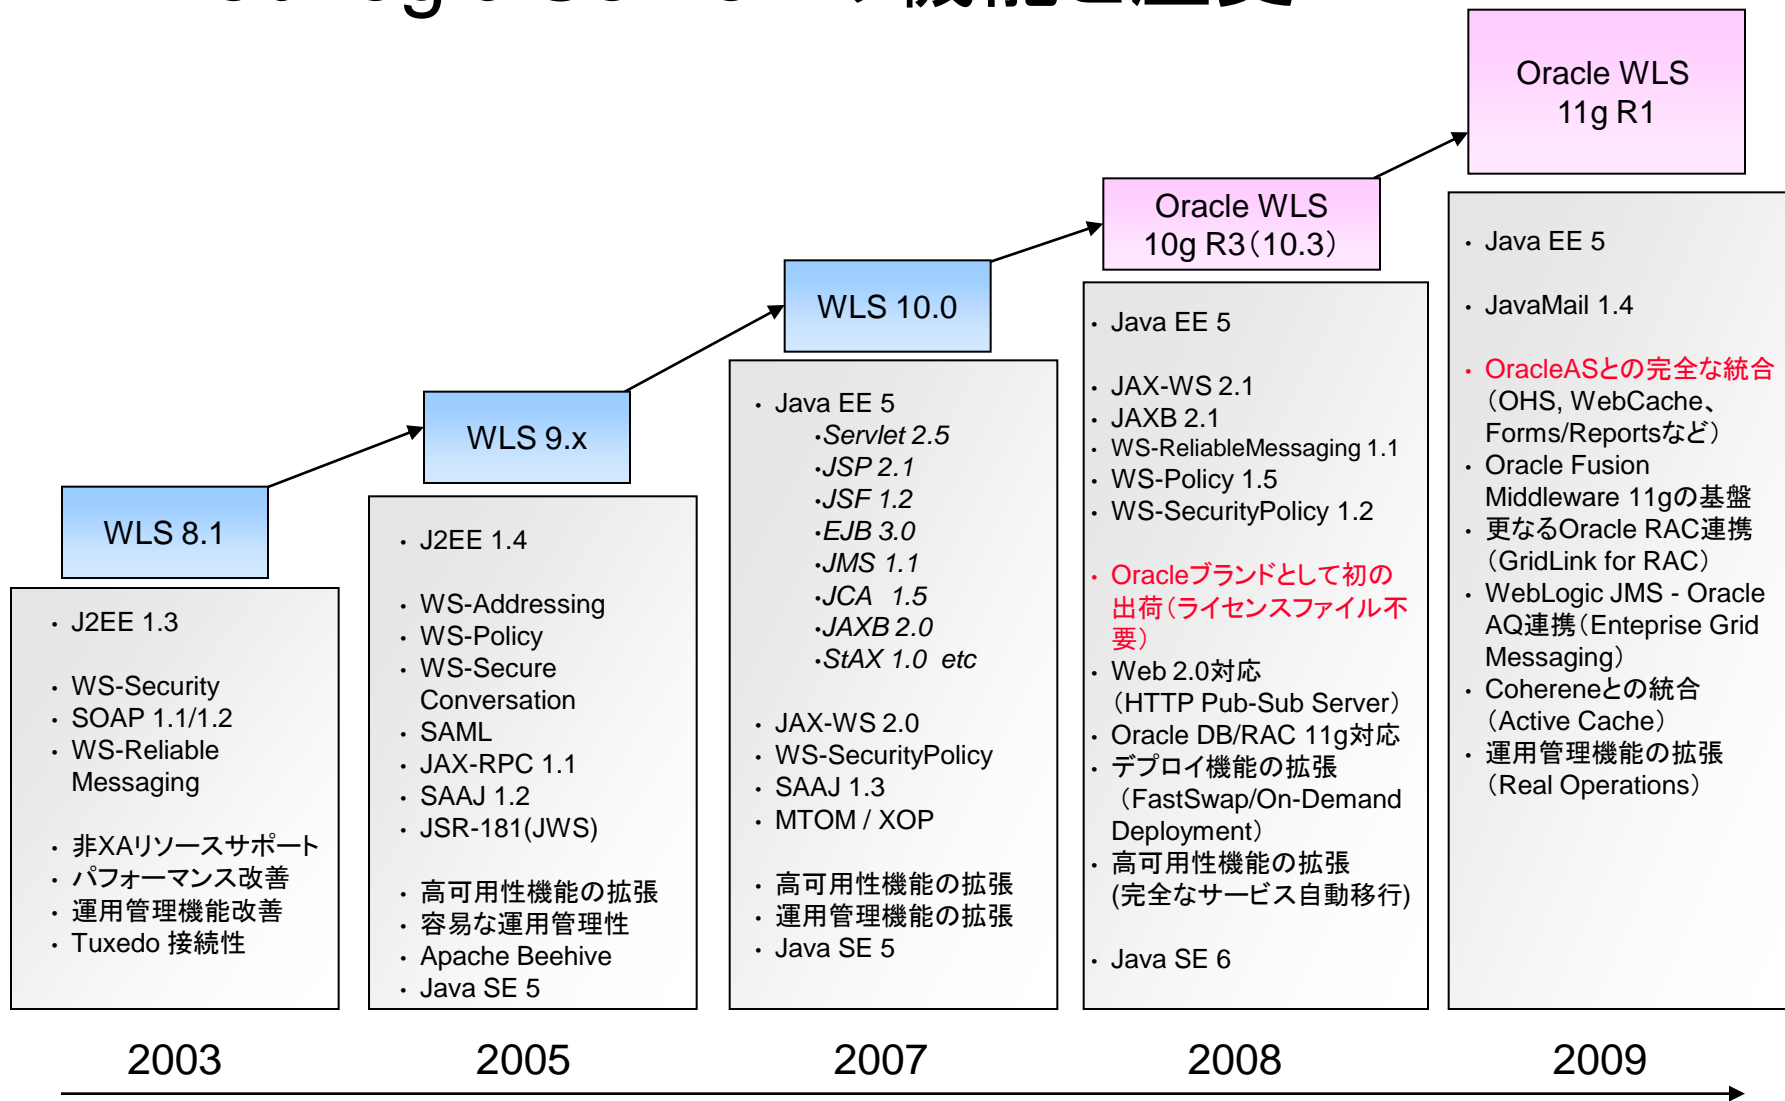 Oracle WLS
11g R1
Oracle WLS
10g R3（10.3）
WLS 10.0
WLS 9.x
WLS 8.1
・ J2EE 1.3
・ WS-Security
・ SOAP 1.1/1.2
・ WS-Reliable
Messaging
・ 非XAリソースサポート
・ パフォーマンス改善
・ 運用管理機能改善
・ Tuxedo 接続性
・ J2EE 1.4
・ WS-Addressing
・ WS-Policy
・ WS-Secure
Conversation
・ SAML
・ JAX-RPC 1.1
・ SAAJ 1.2
・ JSR-181(JWS)
・ 高可用性機能の拡張
・ 容易な運用管理性
・ Apache Beehive
・ Java SE 5
・ Java EE 5
・Servlet 2.5
・JSP 2.1
・JSF 1.2
・EJB 3.0
・JMS 1.1
・JCA 1.5
・JAXB 2.0
・StAX 1.0 etc
・ JAX-WS 2.0
・ WS-SecurityPolicy
・ SAAJ 1.3
・ MTOM / XOP
・ 高可用性機能の拡張
・ 運用管理機能の拡張
・ Java SE 5
・ Java EE 5
・ JAX-WS 2.1
・ JAXB 2.1
・ WS-ReliableMessaging 1.1
・ WS-Policy 1.5
・ WS-SecurityPolicy 1.2
・ Oracleブランドとして初の
出荷（ライセンスファイル不
要）
・ Web 2.0対応
（HTTP Pub-Sub Server）
・ Oracle DB/RAC 11g対応
・ デプロイ機能の拡張
（FastSwap/On-Demand
Deployment）
・ 高可用性機能の拡張
(完全なサービス自動移行)
・ Java SE 6
・ Java EE 5
・ JavaMail 1.4
・ OracleASとの完全な統合
（OHS, WebCache、
Forms/Reportsなど）
・ Oracle Fusion
Middleware 11gの基盤
・ 更なるOracle RAC連携
（GridLink for RAC）
・ WebLogic JMS - Oracle
AQ連携（Enteprise Grid
Messaging）
・ Cohereneとの統合
（Active Cache）
・ 運用管理機能の拡張
（Real Operations）
2003
2005
2007
2008
2009